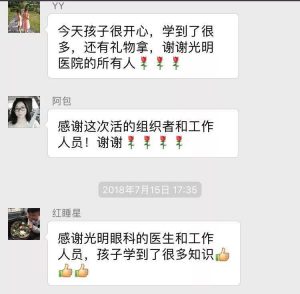 YY
今天孩子很开心，学到了很
多，还有礼物拿，谢谢光明
医院的所有人🌹🌹🌹
阿包
感谢这次活的组织者和工作
人员！谢谢🌹🌹🌹🌹
2018年7月15日 17:35
红睡星
感谢光明眼科的医生和工作
人员，孩子学到了很多知识👍
👍👍